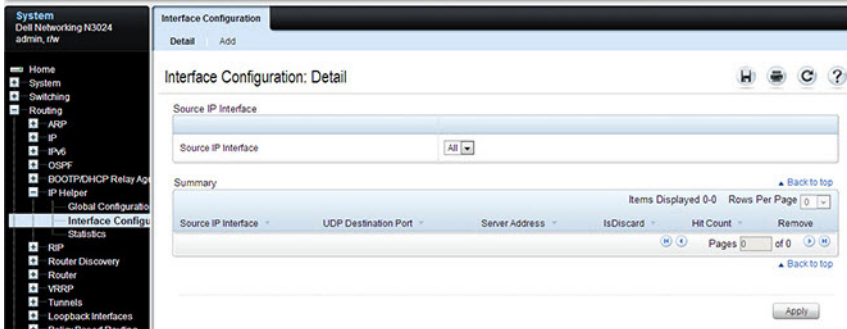 System
Dell Networking N3024
admin, r/w
Home
System
Switching
Routing
ARP
IP
IPv6
OSPF
BOOTP/DHCP Relay Age
IP Helper
Global Configuratio
Interface Configu
Statistics
RIP
Router Discovery
Router
VRRP
Tunnels
Loopback Interfaces
Interface Configuration
Detail Add
Interface Configuration: Detail
Source IP Interface
Source IP Interface All
Summary
Back to top
Items Displayed 0-0 Rows Per Page 0
Source IP Interface UDP Destination Port Server Address IsDiscard Hit Count Remove
Pages 0 of 0
Back to top
Apply